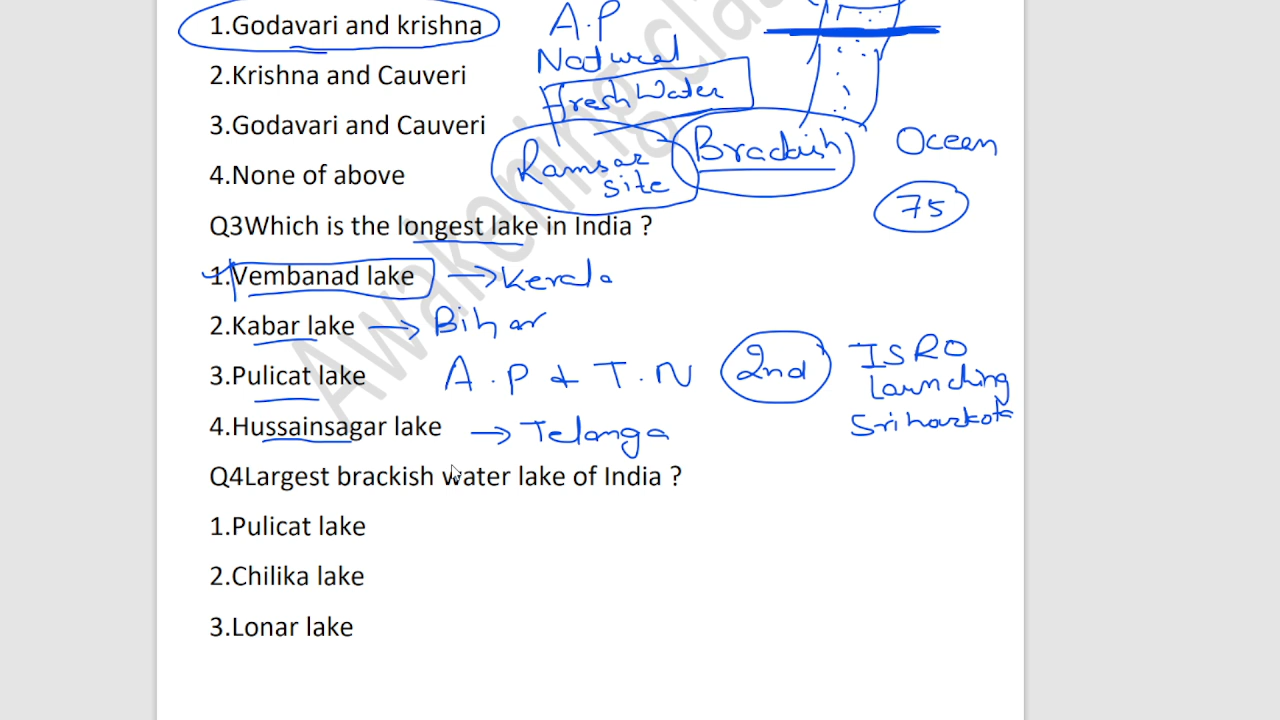 1.Godavari and krishna A.P
Natural
2.Krishna and Cauveri
Fresh Water
3.Godavari and Cauveri
Ramsar site Brackish Ocean
4.None of above
75
Q3Which is the longest lake in India ?
1.Vembanad lake → Kerala
2.Kabar lake → Bihar
3.Pulicat lake A.P & T.N 2nd ISRO
Launching
4.Hussainsagar lake → Telanga
Q4Largest brackish water lake of India ?
1.Pulicat lake
2.Chilika lake
3.Lonar lake
Awakening